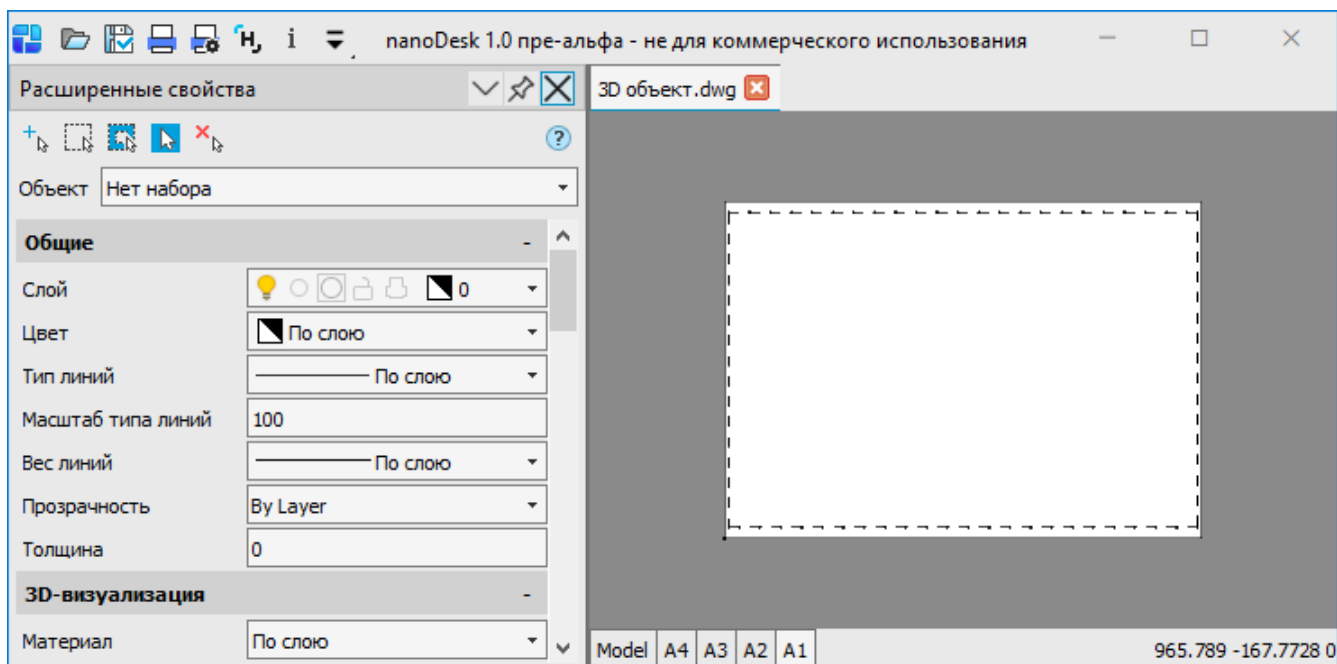 nanoDesk 1.0 пре-альфа - не для коммерческого использования
Расширенные свойства
3D объект.dwg
Объект Нет набора
Общие -
Слой 0
Цвет По слою
Тип линий По слою
Масштаб типа линий 100
Вес линий По слою
Прозрачность By Layer
Толщина 0
3D-визуализация -
Материал По слою
Model A4 A3 A2 A1 965.789 -167.7728 0